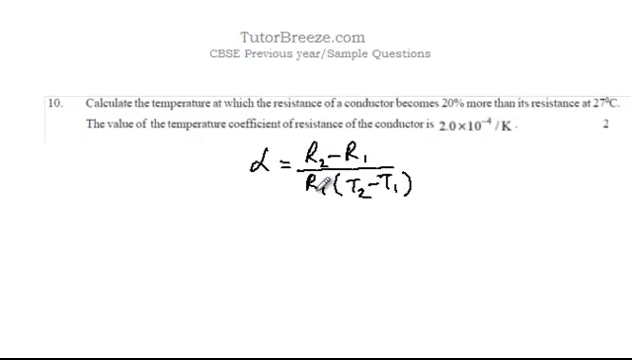 TutorBreeze.com
CBSE Previous year/Sample Questions
10. Calculate the temperature at which the resistance of a conductor becomes 20% more than its resistance at 27⁰C.
The value of the temperature coefficient of resistance of the conductor is 2.0×10⁻⁴ / K . 2
α = R₂−R₁
R₁(T₂−T₁)